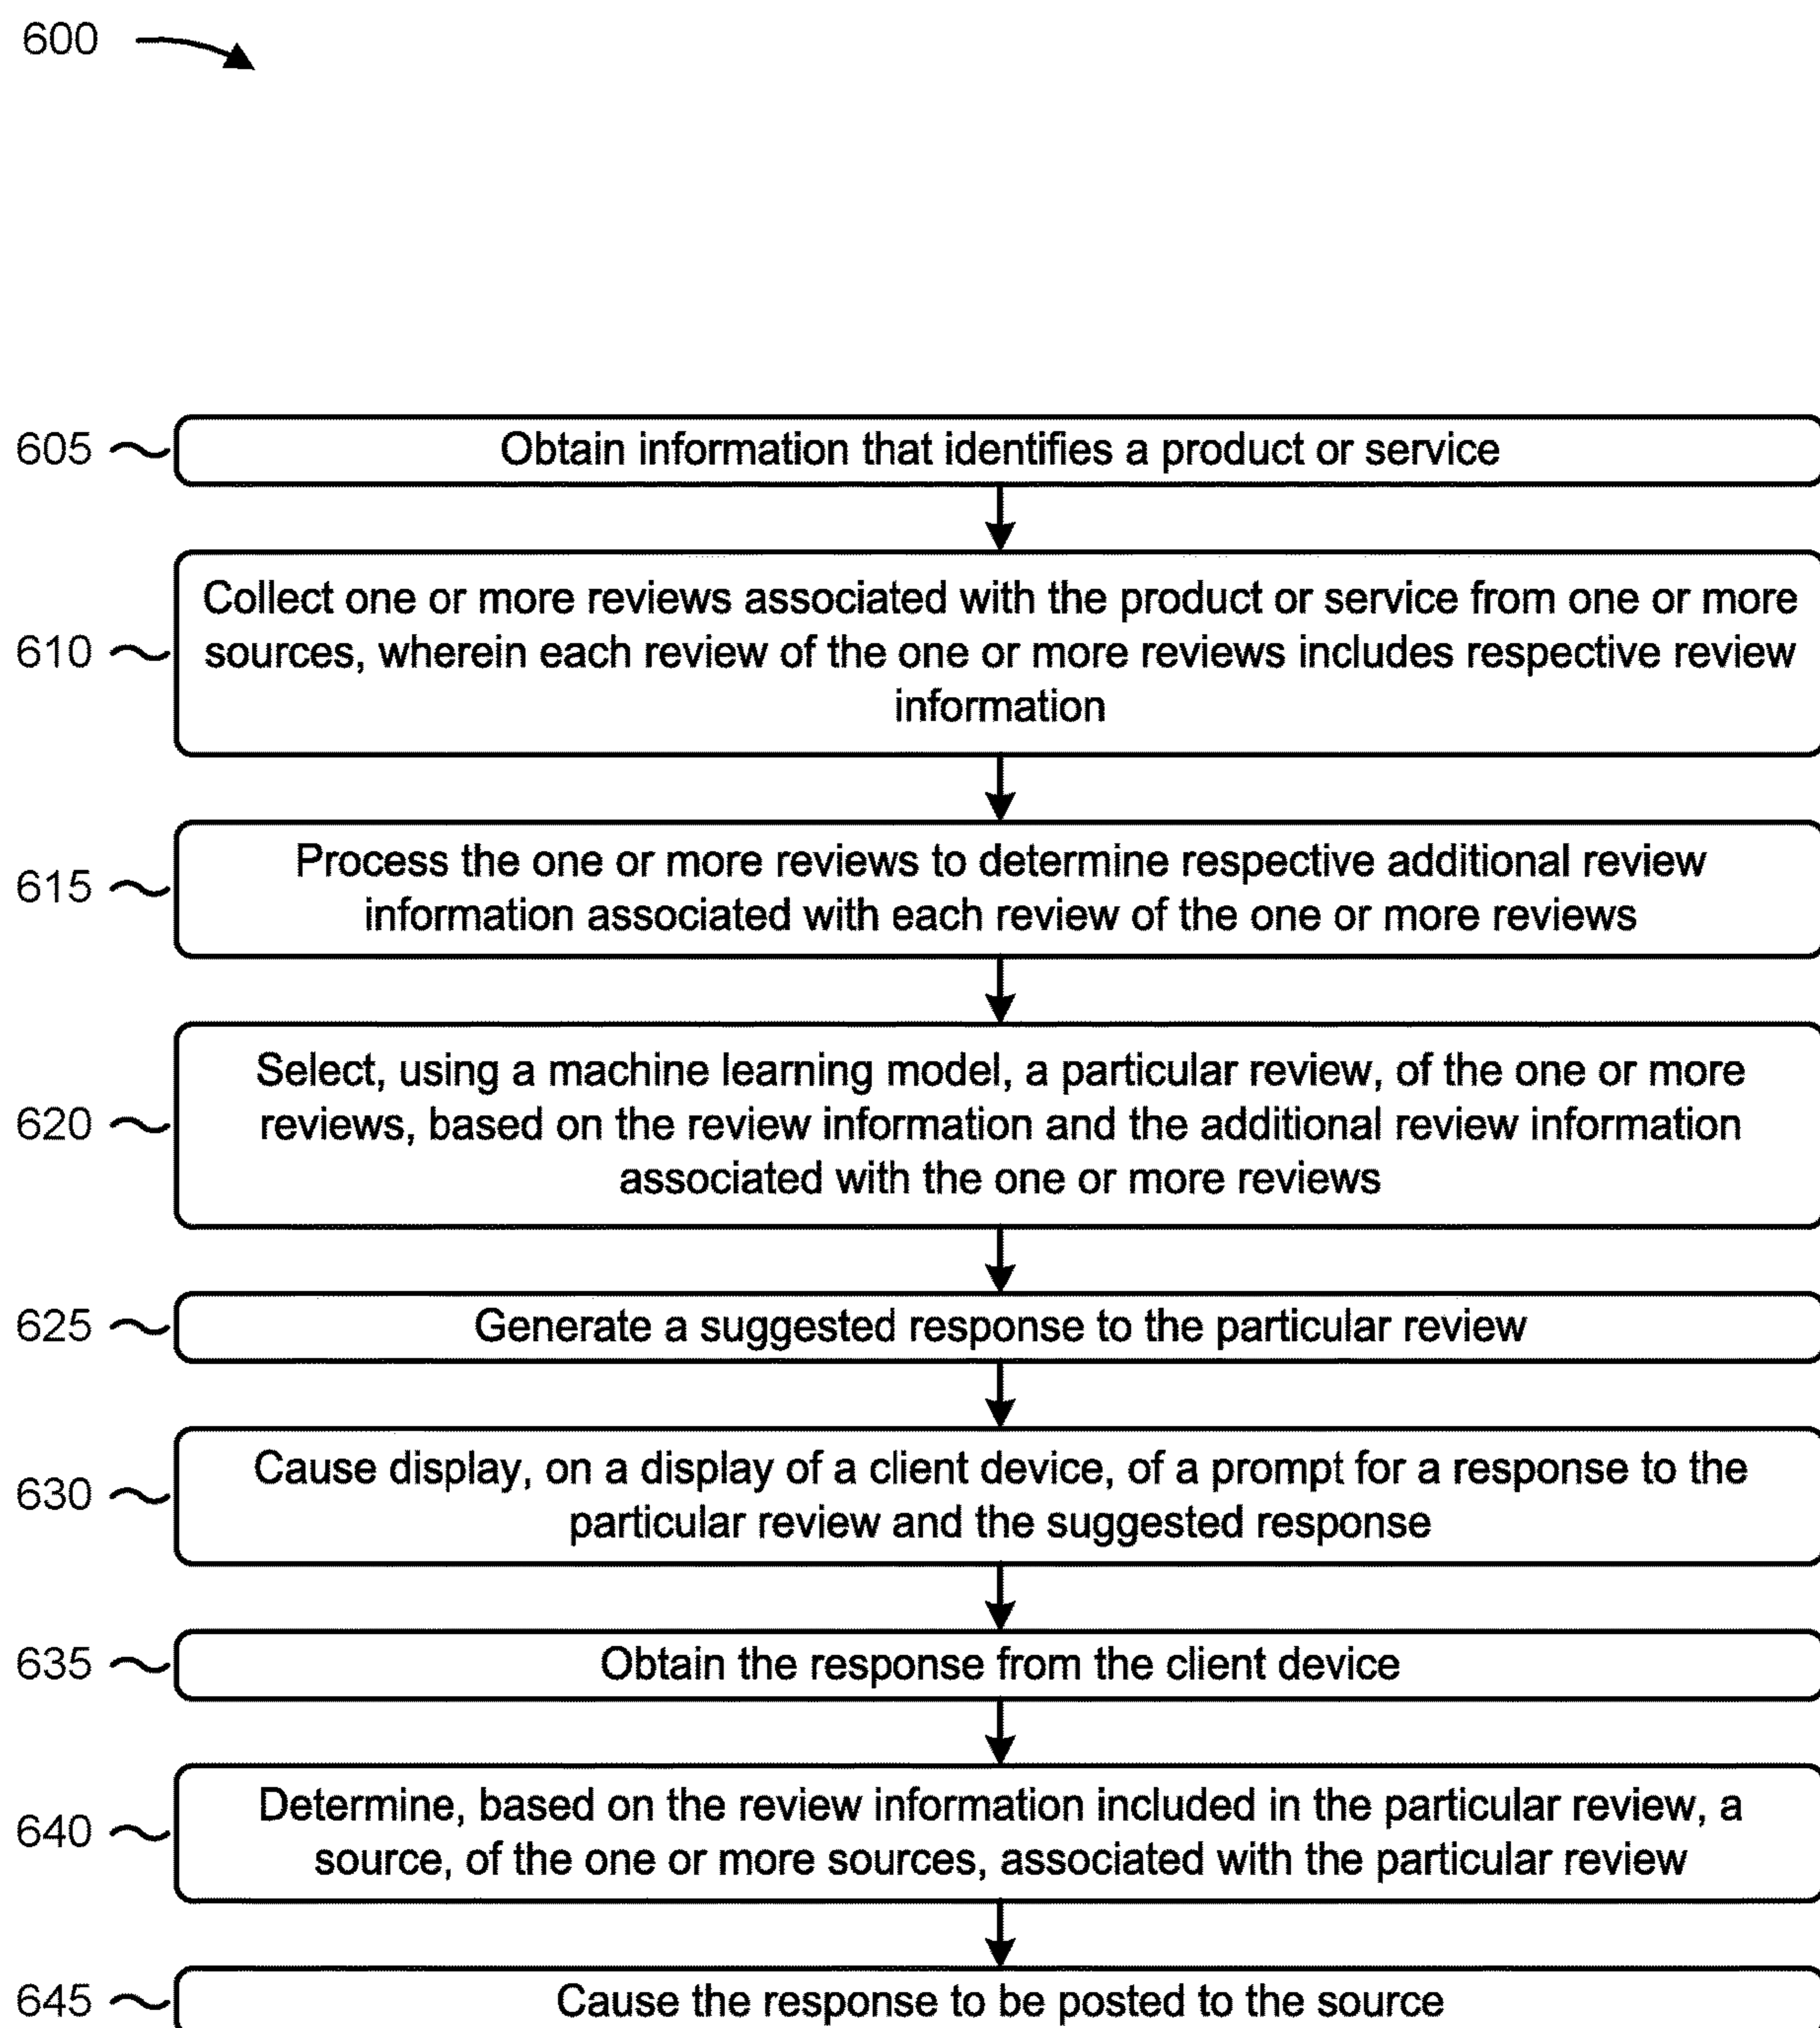 600
605
Obtain information that identifies a product or service
610
Collect one or more reviews associated with the product or service from one or more
sources, wherein each review of the one or more reviews includes respective review
information
615
Process the one or more reviews to determine respective additional review
information associated with each review of the one or more reviews
620
Select, using a machine learning model, a particular review, of the one or more
reviews, based on the review information and the additional review information
associated with the one or more reviews
625
Generate a suggested response to the particular review
630
Cause display, on a display of a client device, of a prompt for a response to the
particular review and the suggested response
635
Obtain the response from the client device
640
Determine, based on the review information included in the particular review, a
source, of the one or more sources, associated with the particular review
645
Cause the response to be posted to the source